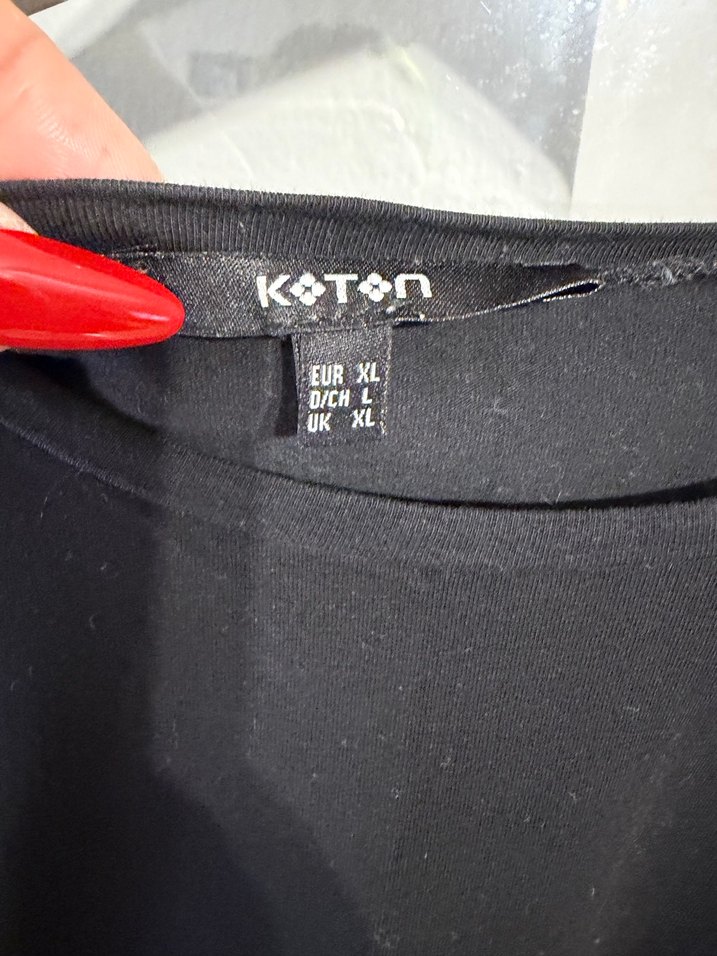 KOTON
EUR XL
D/CH L
UK XL